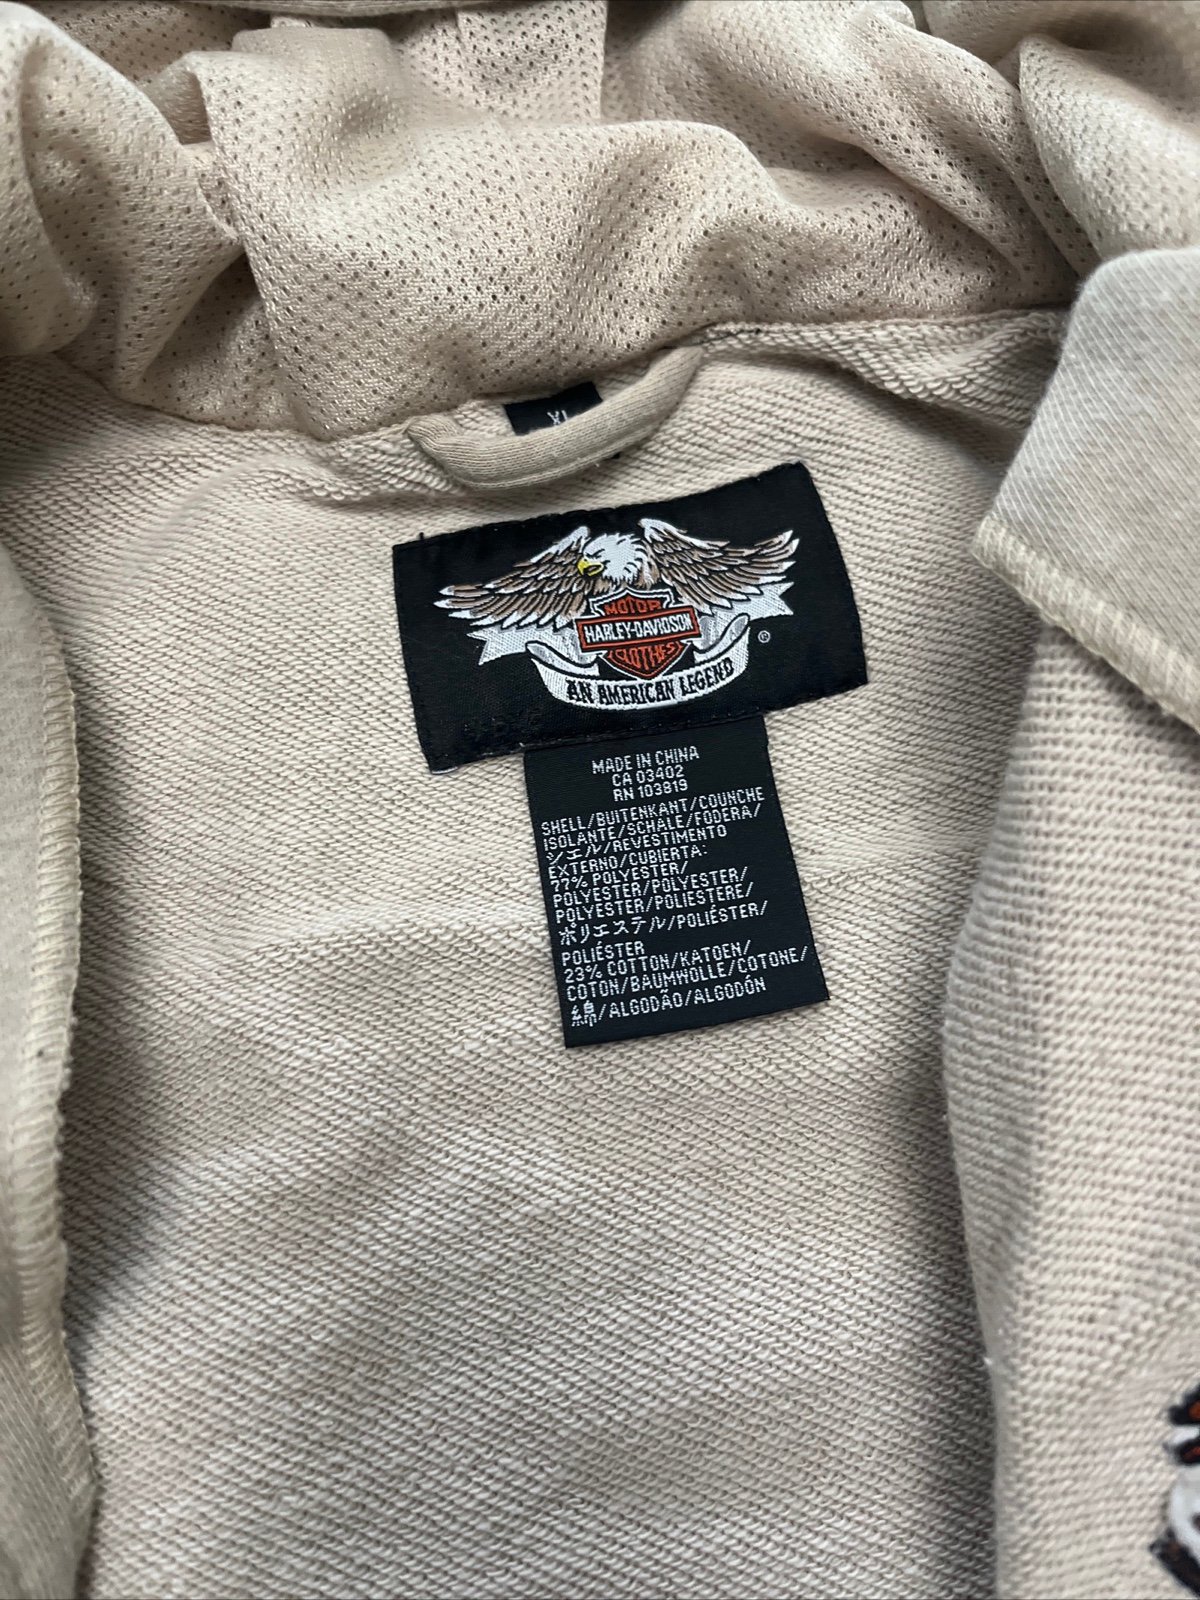 XL
MOTOR
HARLEY-DAVIDSON
CLOTHES
AN AMERICAN LEGEND
®
MADE IN CHINA
CA 03402
RN 103819
SHELL/BUITENKANT/COUNCHE
ISOLANTE/SCHALE/FODERA/
シェル/REVESTIMENTO
EXTERNO/CUBIERTA:
77% POLYESTER/
POLYESTER/POLYESTER/
POLYESTER/POLIESTERE/
ポリエステル/POLIÉSTER/
POLIÉSTER
23% COTTON/KATOEN/
COTON/BAUMWOLLE/COTONE/
綿/ALGODÃO/ALGODÓN